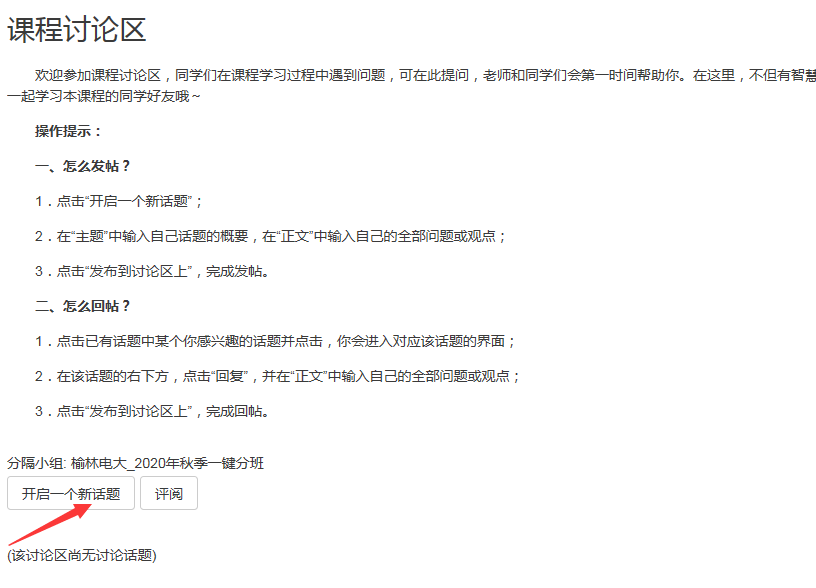 课程讨论区
欢迎参加课程讨论区，同学们在课程学习过程中遇到问题，可在此提问，老师和同学们会第一时间帮助你。在这里，不但有智慧
一起学习本课程的同学好友哦～
操作提示：
一、怎么发帖？
1．点击“开启一个新话题”；
2．在“主题”中输入自己话题的概要，在“正文”中输入自己的全部问题或观点；
3．点击“发布到讨论区上”，完成发帖。
二、怎么回帖？
1．点击已有话题中某个你感兴趣的话题并点击，你会进入对应该话题的界面；
2．在该话题的右下方，点击“回复”，并在“正文”中输入自己的全部问题或观点；
3．点击“发布到讨论区上”，完成回帖。
分隔小组: 榆林电大_2020年秋季一键分班
开启一个新话题 评阅
(该讨论区尚无讨论话题)